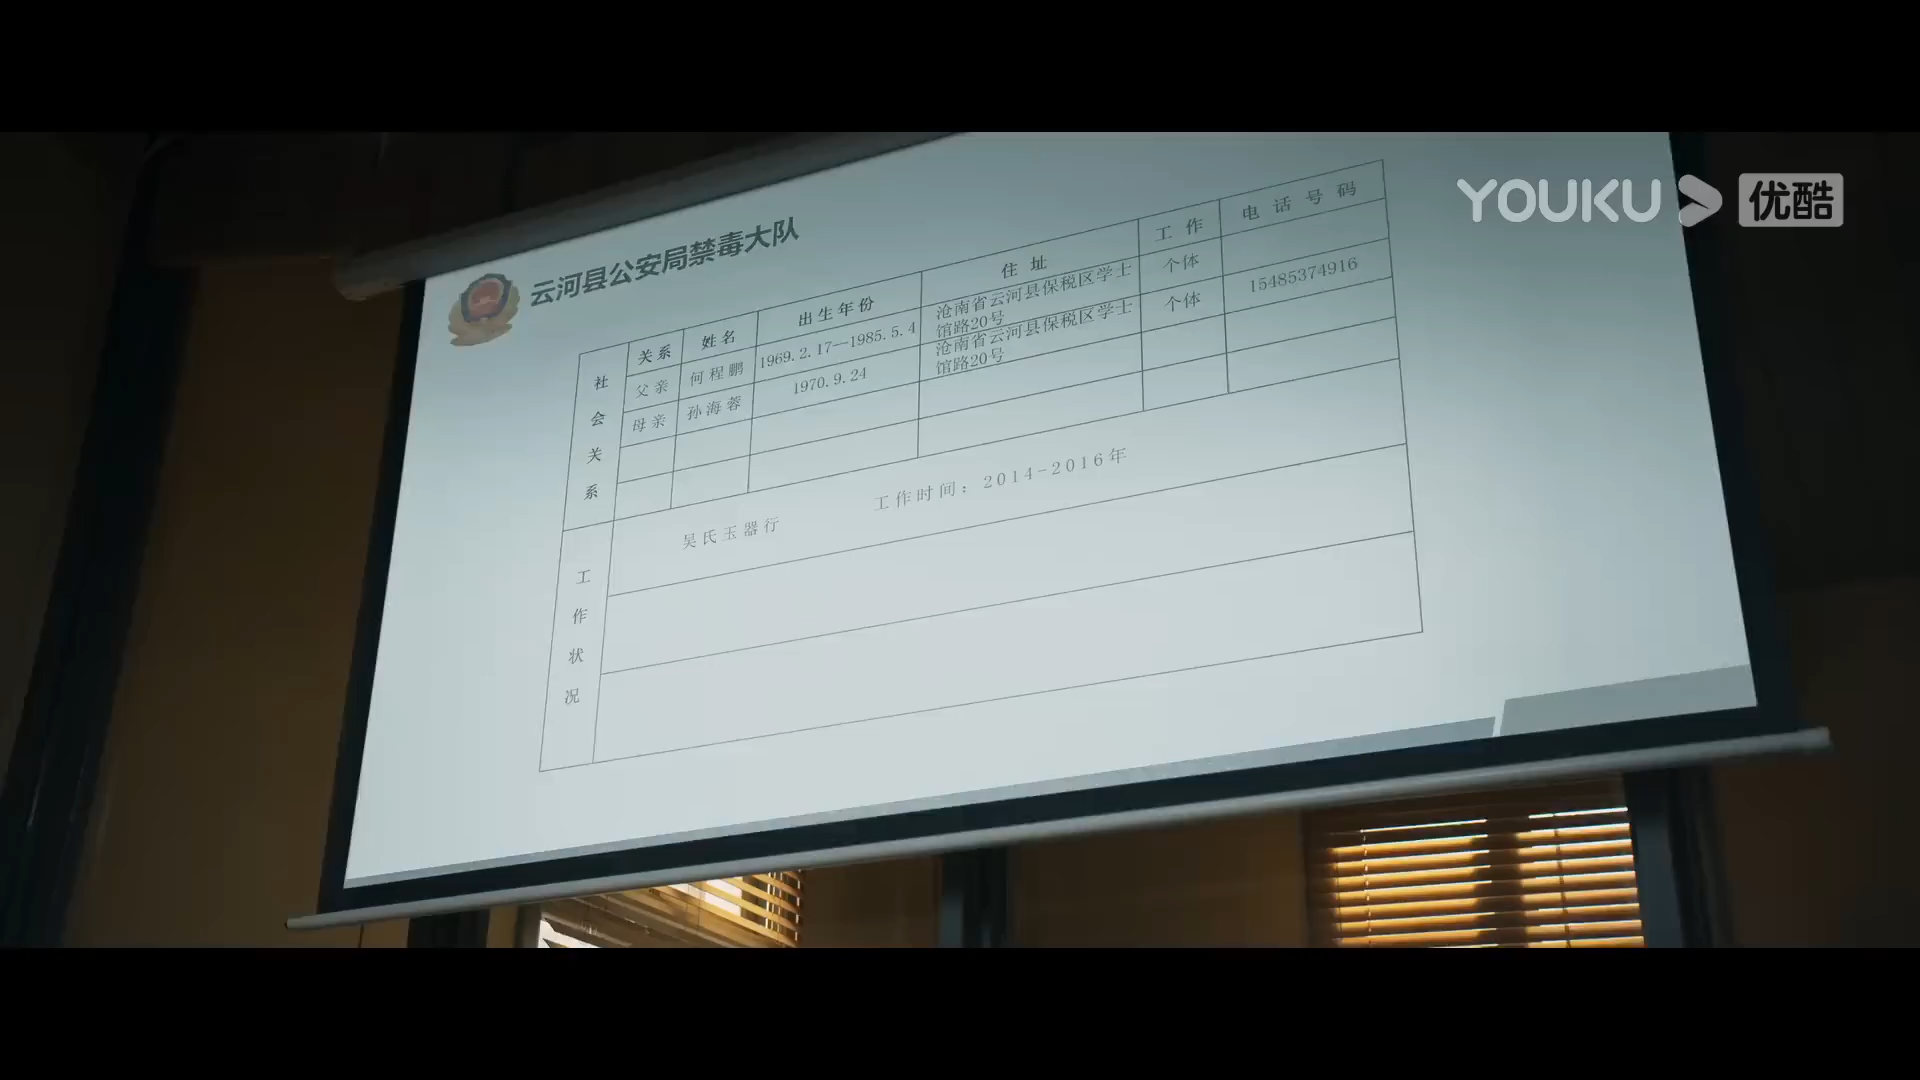 YOUKU 优酷
云河县公安局禁毒大队
社会关系
关系 姓名 出生年份 住址 工作 电话号码
父亲 何程鹏 1969.2.17—1985.5.4 沧南省云河县保税区学士馆路20号 个体
母亲 孙海蓉 1970.9.24 沧南省云河县保税区学士馆路20号 个体 15485374916
工作状况
吴氏玉器行 工作时间：2014-2016年